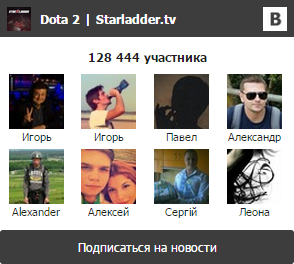 Dota 2 | Starladder.tv
B
128 444 участника
Игорь Игорь Павел Александр
Alexander Алексей Сергій Леона
Подписаться на новости